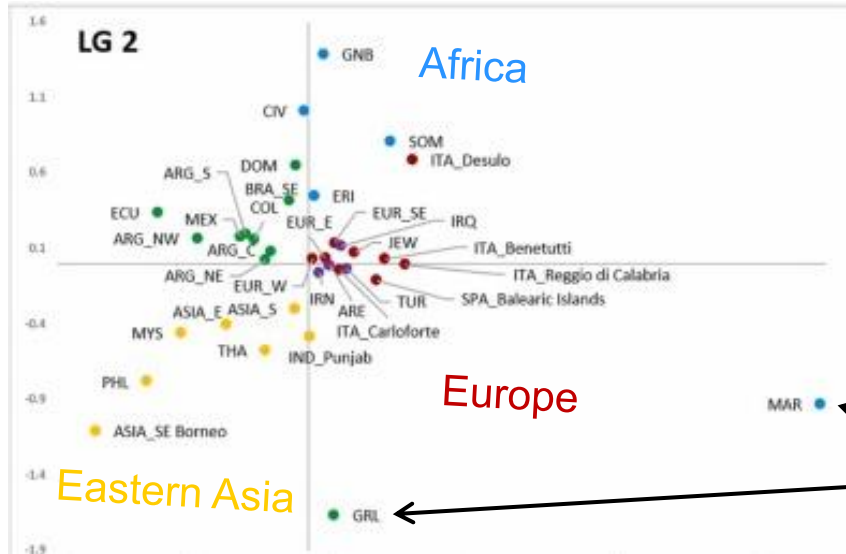 1.6
LG 2
GNB
Africa
1.1
CIV
SOM
ITA_Desulo
DOM
0.6
ARG_S
BRA_SE
ERI
ECU
MEX
COL
EUR_E
EUR_SE
IRQ
ARG_NW
ARG_C
JEW
ITA_Benetutti
0.1
ARG_NE
EUR_W
IRN
ARE
TUR
ITA_Reggio di Calabria
SPA_Balearic Islands
ASIA_E
ASIA_S
ITA_Carloforte
-0.4
MYS
THA
IND_Punjab
PHL
Europe
-0.9
MAR
ASIA_SE Borneo
-1.4
Eastern Asia
GRL
-1.9